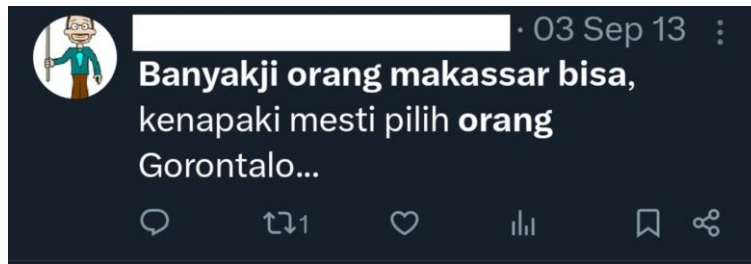 · 03 Sep 13
Banyakji orang makassar bisa,
kenapaki mesti pilih orang
Gorontalo...
1